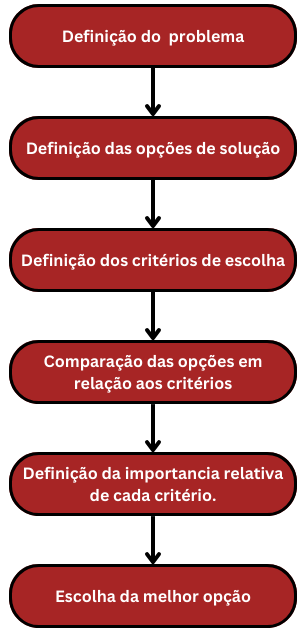 Definição do problema
Definição das opções de solução
Definição dos critérios de escolha
Comparação das opções em
relação aos critérios
Definição da importancia relativa
de cada critério.
Escolha da melhor opção